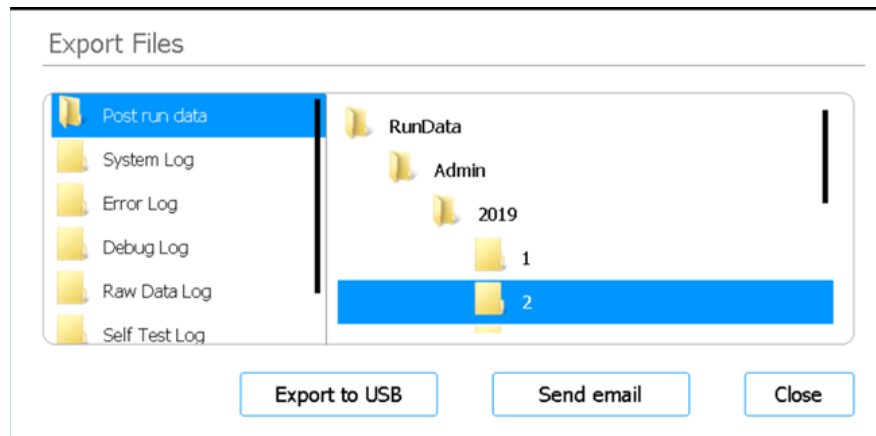 Export Files
Post run data
System Log
Error Log
Debug Log
Raw Data Log
Self Test Log
RunData
Admin
2019
1
2
Export to USB
Send email
Close